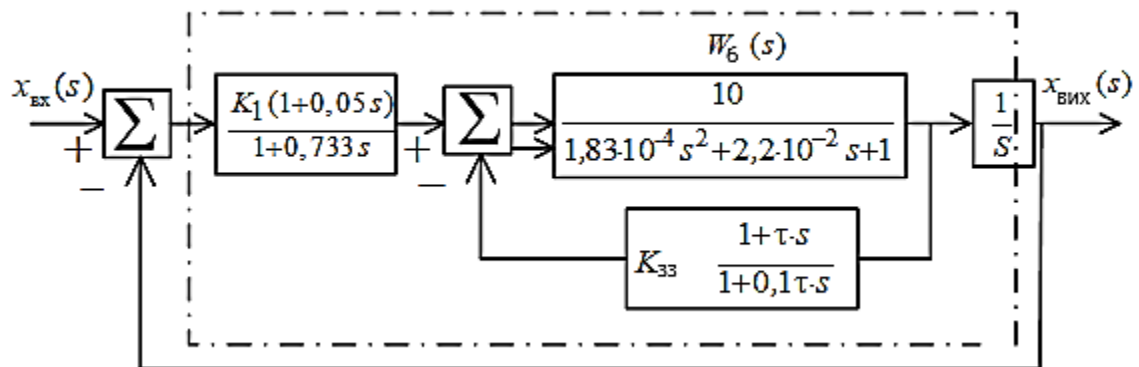 W₆ (s)
x_вх(s)
∑
+
−
K₁(1+0,05 s)
1+0,733 s
+
−
∑
10
1,83·10⁻⁴ s²+2,2·10⁻² s+1
1
S
x_вих(s)
K_зз
1+τ·s
1+0,1τ·s